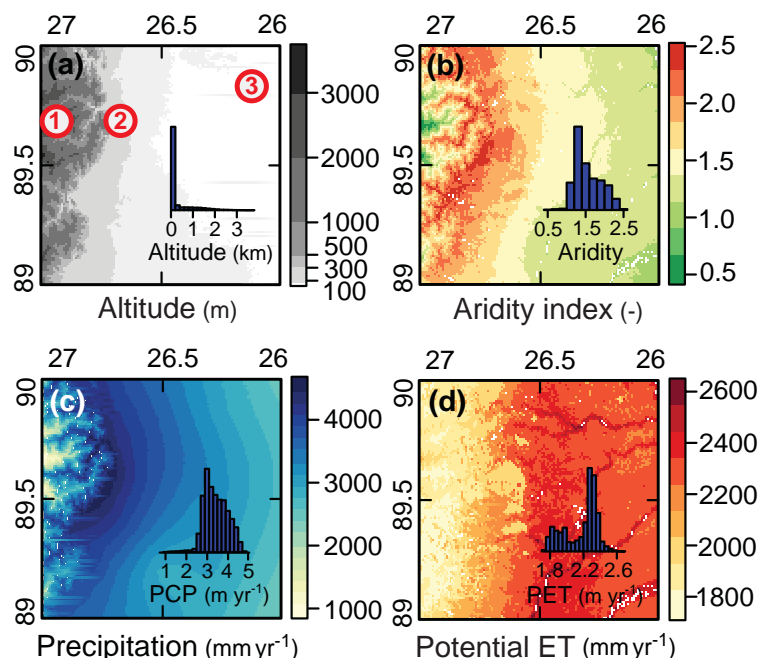 27 26.5 26
90 89.5 89
(a)
1 2 3
0 1 2 3
Altitude (km)
3000
2000
1000
500
300
100
Altitude (m)
27 26.5 26
90 89.5 89
(b)
0.5 1.5 2.5
Aridity
2.5
2.0
1.5
1.0
0.5
Aridity index (-)
27 26.5 26
90 89.5 89
(c)
1 2 3 4 5
PCP (m yr-1)
4000
3000
2000
1000
Precipitation (mm yr-1)
27 26.5 26
90 89.5 89
(d)
1.8 2.2 2.6
PET (m yr-1)
2600
2400
2200
2000
1800
Potential ET (mm yr-1)